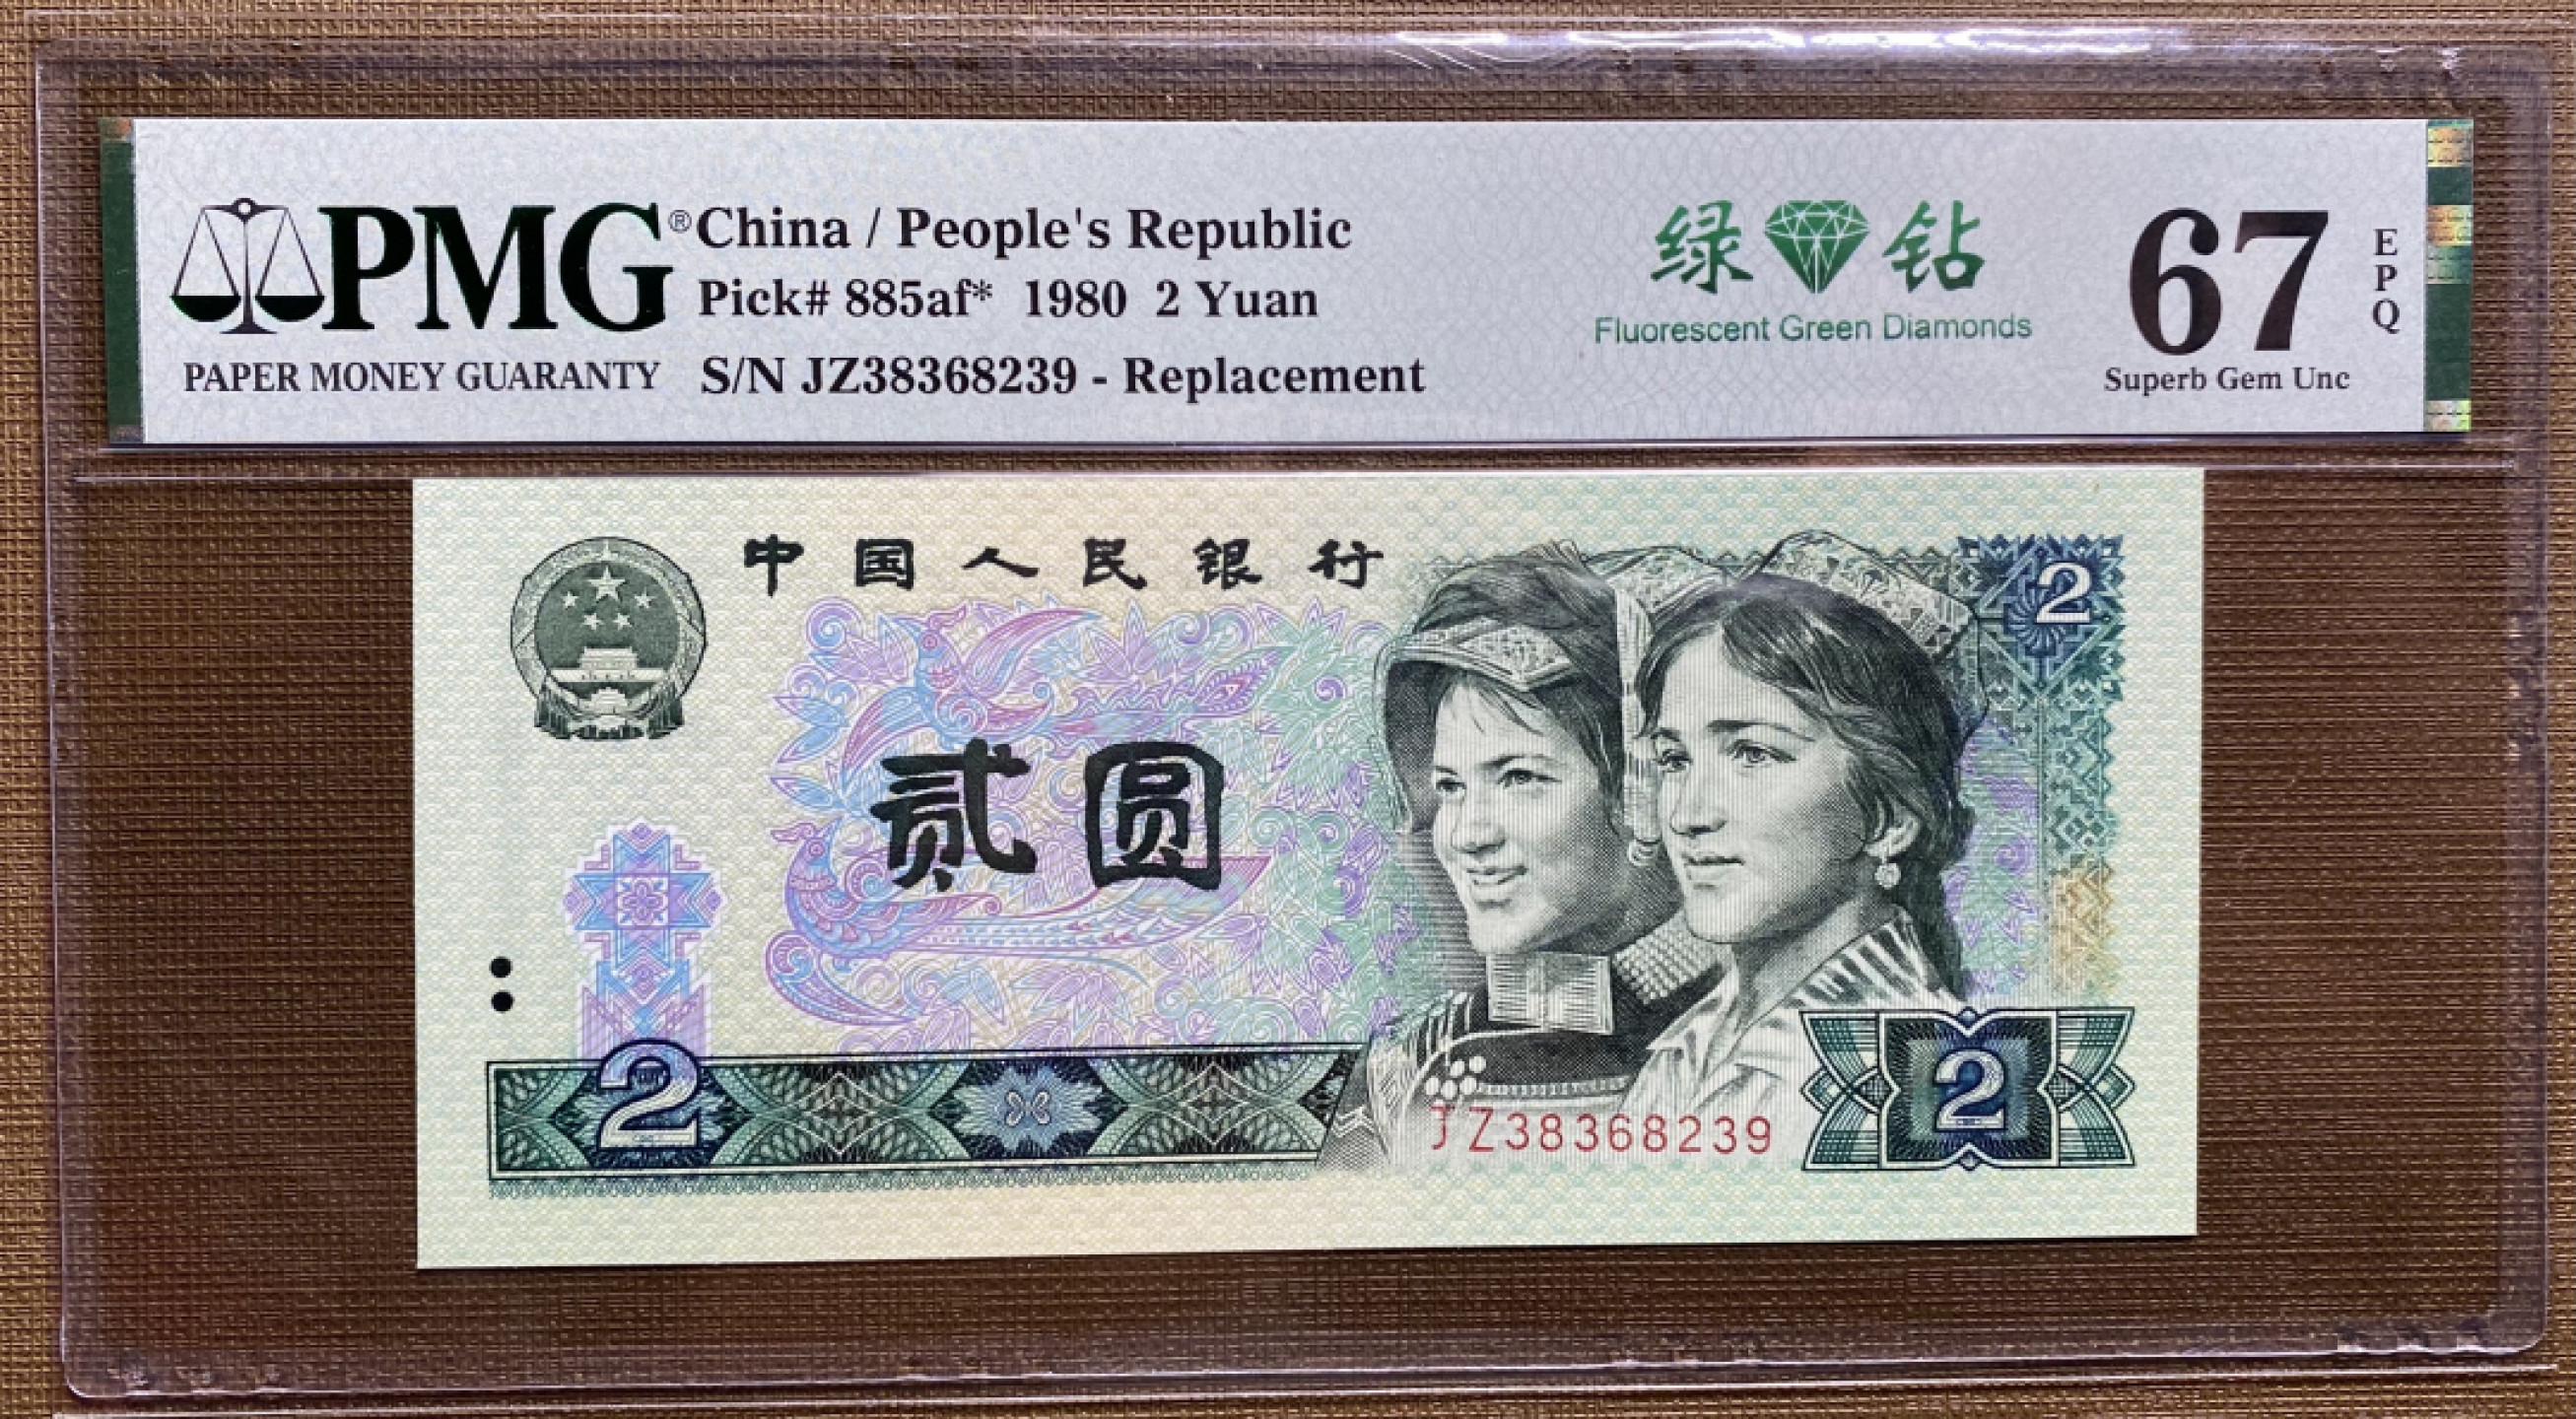 PMG®
PAPER MONEY GUARANTY
China / People's Republic
Pick# 885af* 1980 2 Yuan
S/N JZ38368239 - Replacement
绿 钻
Fluorescent Green Diamonds
67
EPQ
Superb Gem Unc
中国人民银行
2
贰圆
2
JZ38368239
2